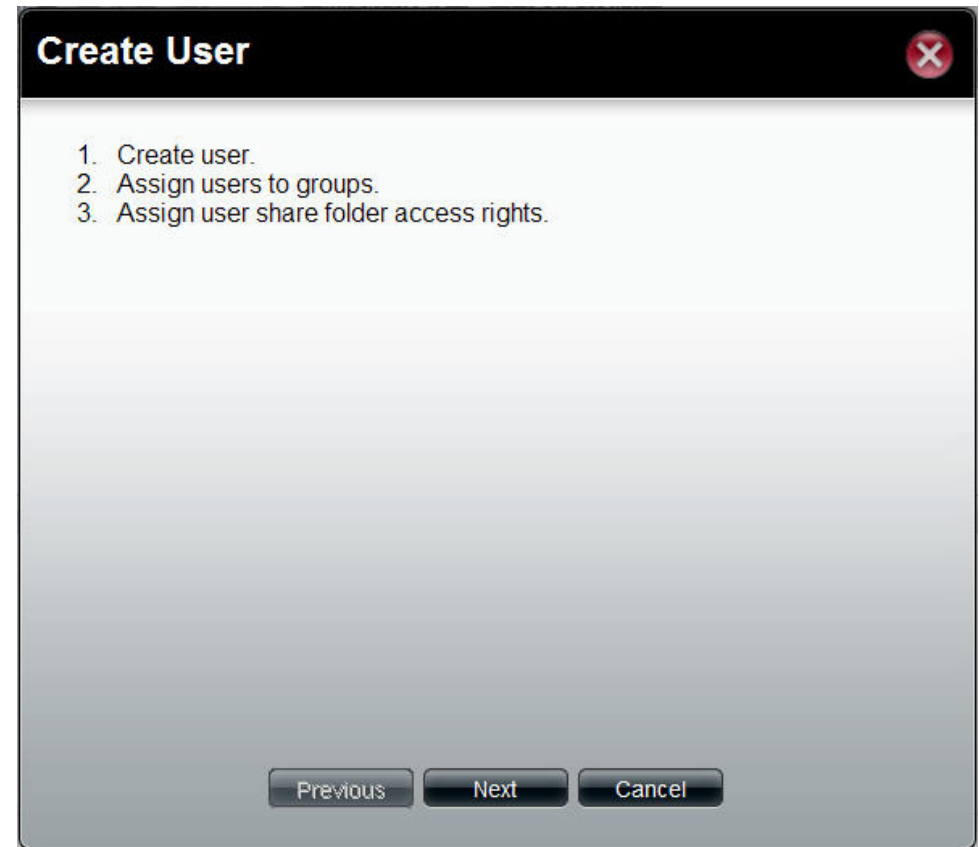 Create User
1. Create user.
2. Assign users to groups.
3. Assign user share folder access rights.
Previous Next Cancel